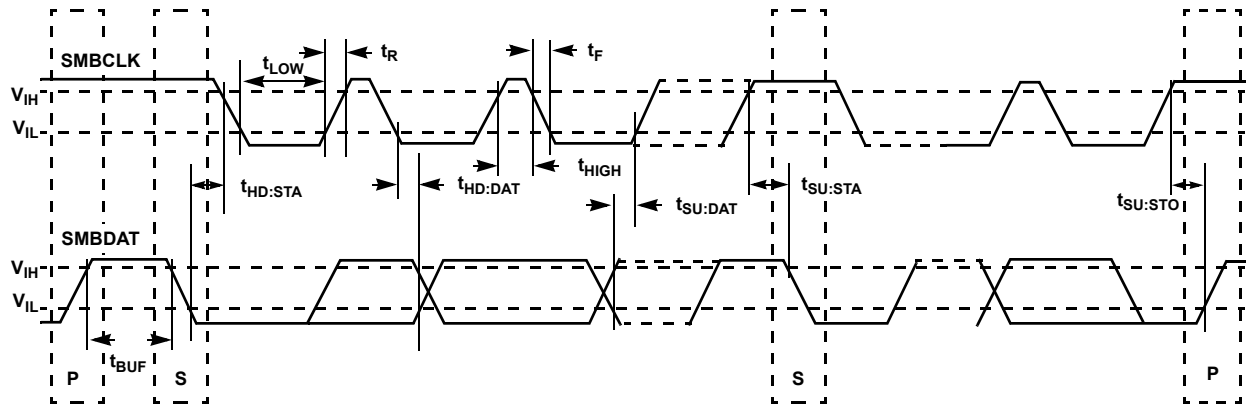 SMBCLK
tLOW
tR
tF
VIH
VIL
tHD:STA
tHD:DAT
tHIGH
tSU:DAT
tSU:STA
tSU:STO
SMBDAT
VIH
VIL
tBUF
P
S
S
P